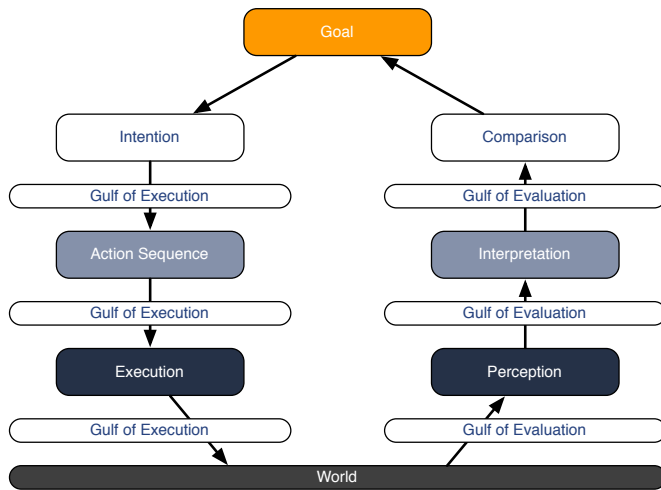 Goal
Intention
Comparison
Gulf of Execution
Gulf of Evaluation
Action Sequence
Interpretation
Gulf of Execution
Gulf of Evaluation
Execution
Perception
Gulf of Execution
Gulf of Evaluation
World